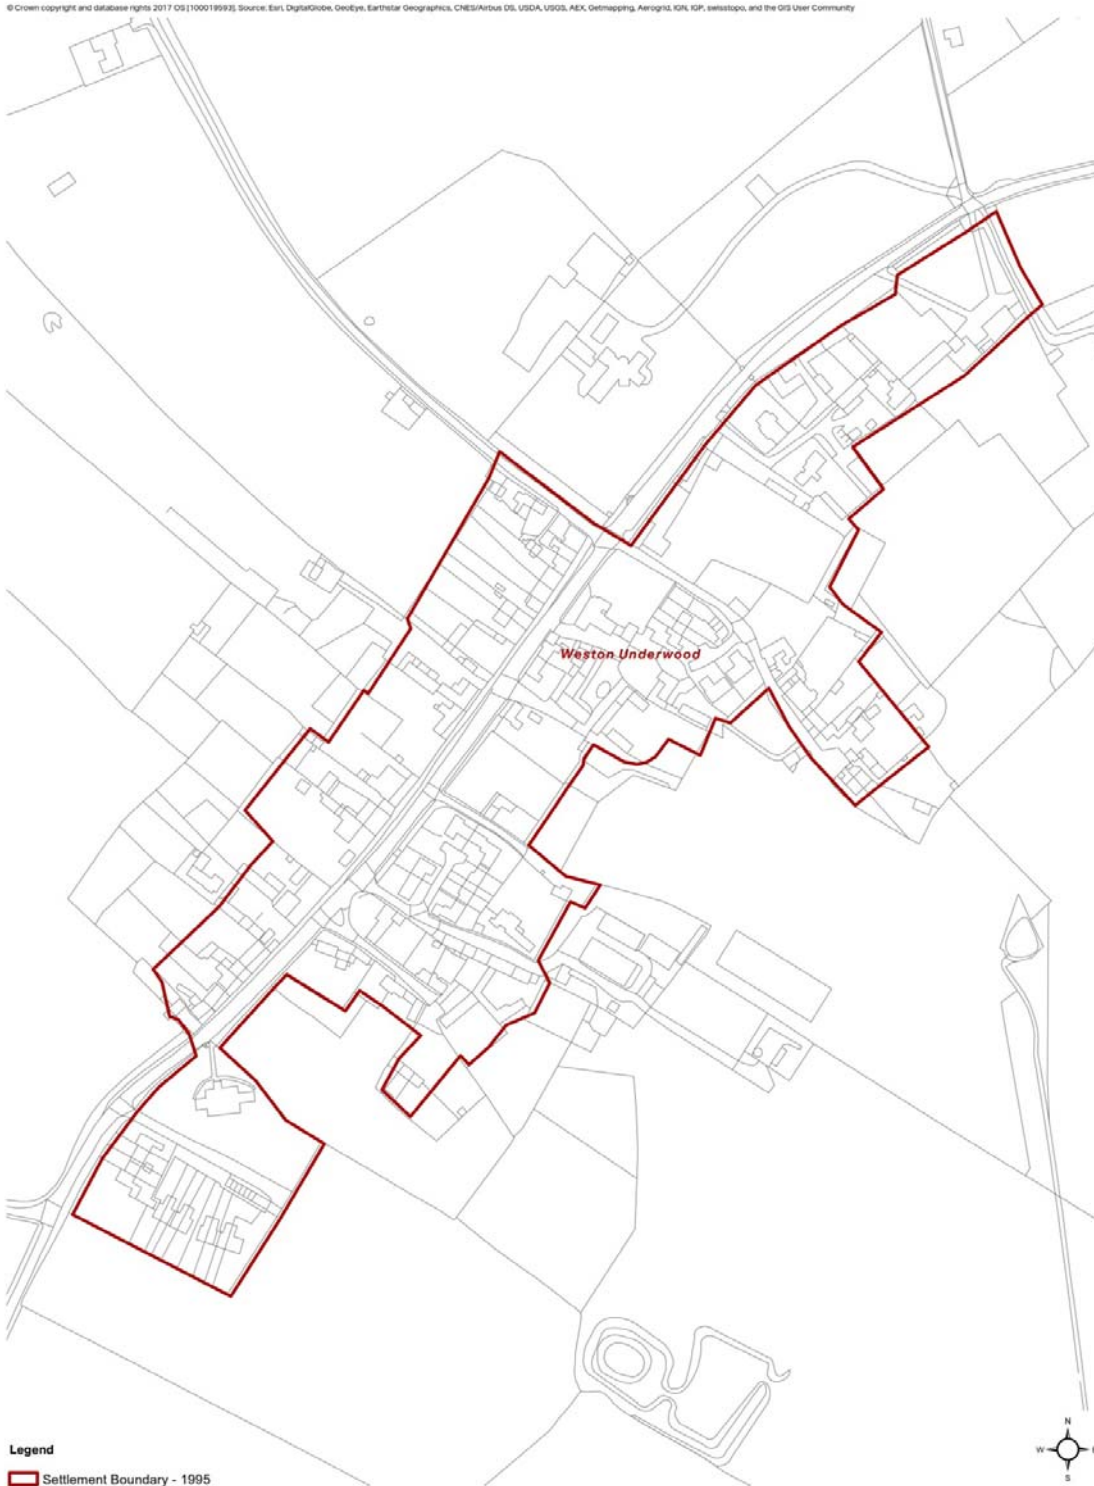 © Crown copyright and database rights 2017 OS [100019593]. Source: Esri, DigitalGlobe, GeoEye, Earthstar Geographics, CNES/Airbus DS, USDA, USGS, AEX, Getmapping, Aerogrid, IGN, IGP, swisstopo, and the GIS User Community
Weston Underwood
Legend
Settlement Boundary - 1995
N
W
E
S